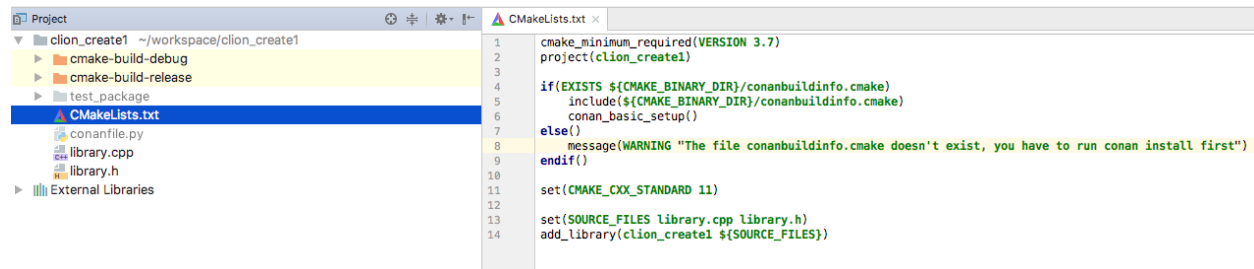 Project
clion_create1 ~/workspace/clion_create1
cmake-build-debug
cmake-build-release
test_package
CMakeLists.txt
conanfile.py
library.cpp
library.h
External Libraries
CMakeLists.txt
1 cmake_minimum_required(VERSION 3.7)
2 project(clion_create1)
3
4 if(EXISTS ${CMAKE_BINARY_DIR}/conanbuildinfo.cmake)
5     include(${CMAKE_BINARY_DIR}/conanbuildinfo.cmake)
6     conan_basic_setup()
7 else()
8     message(WARNING "The file conanbuildinfo.cmake doesn't exist, you have to run conan install first")
9 endif()
10
11 set(CMAKE_CXX_STANDARD 11)
12
13 set(SOURCE_FILES library.cpp library.h)
14 add_library(clion_create1 ${SOURCE_FILES})